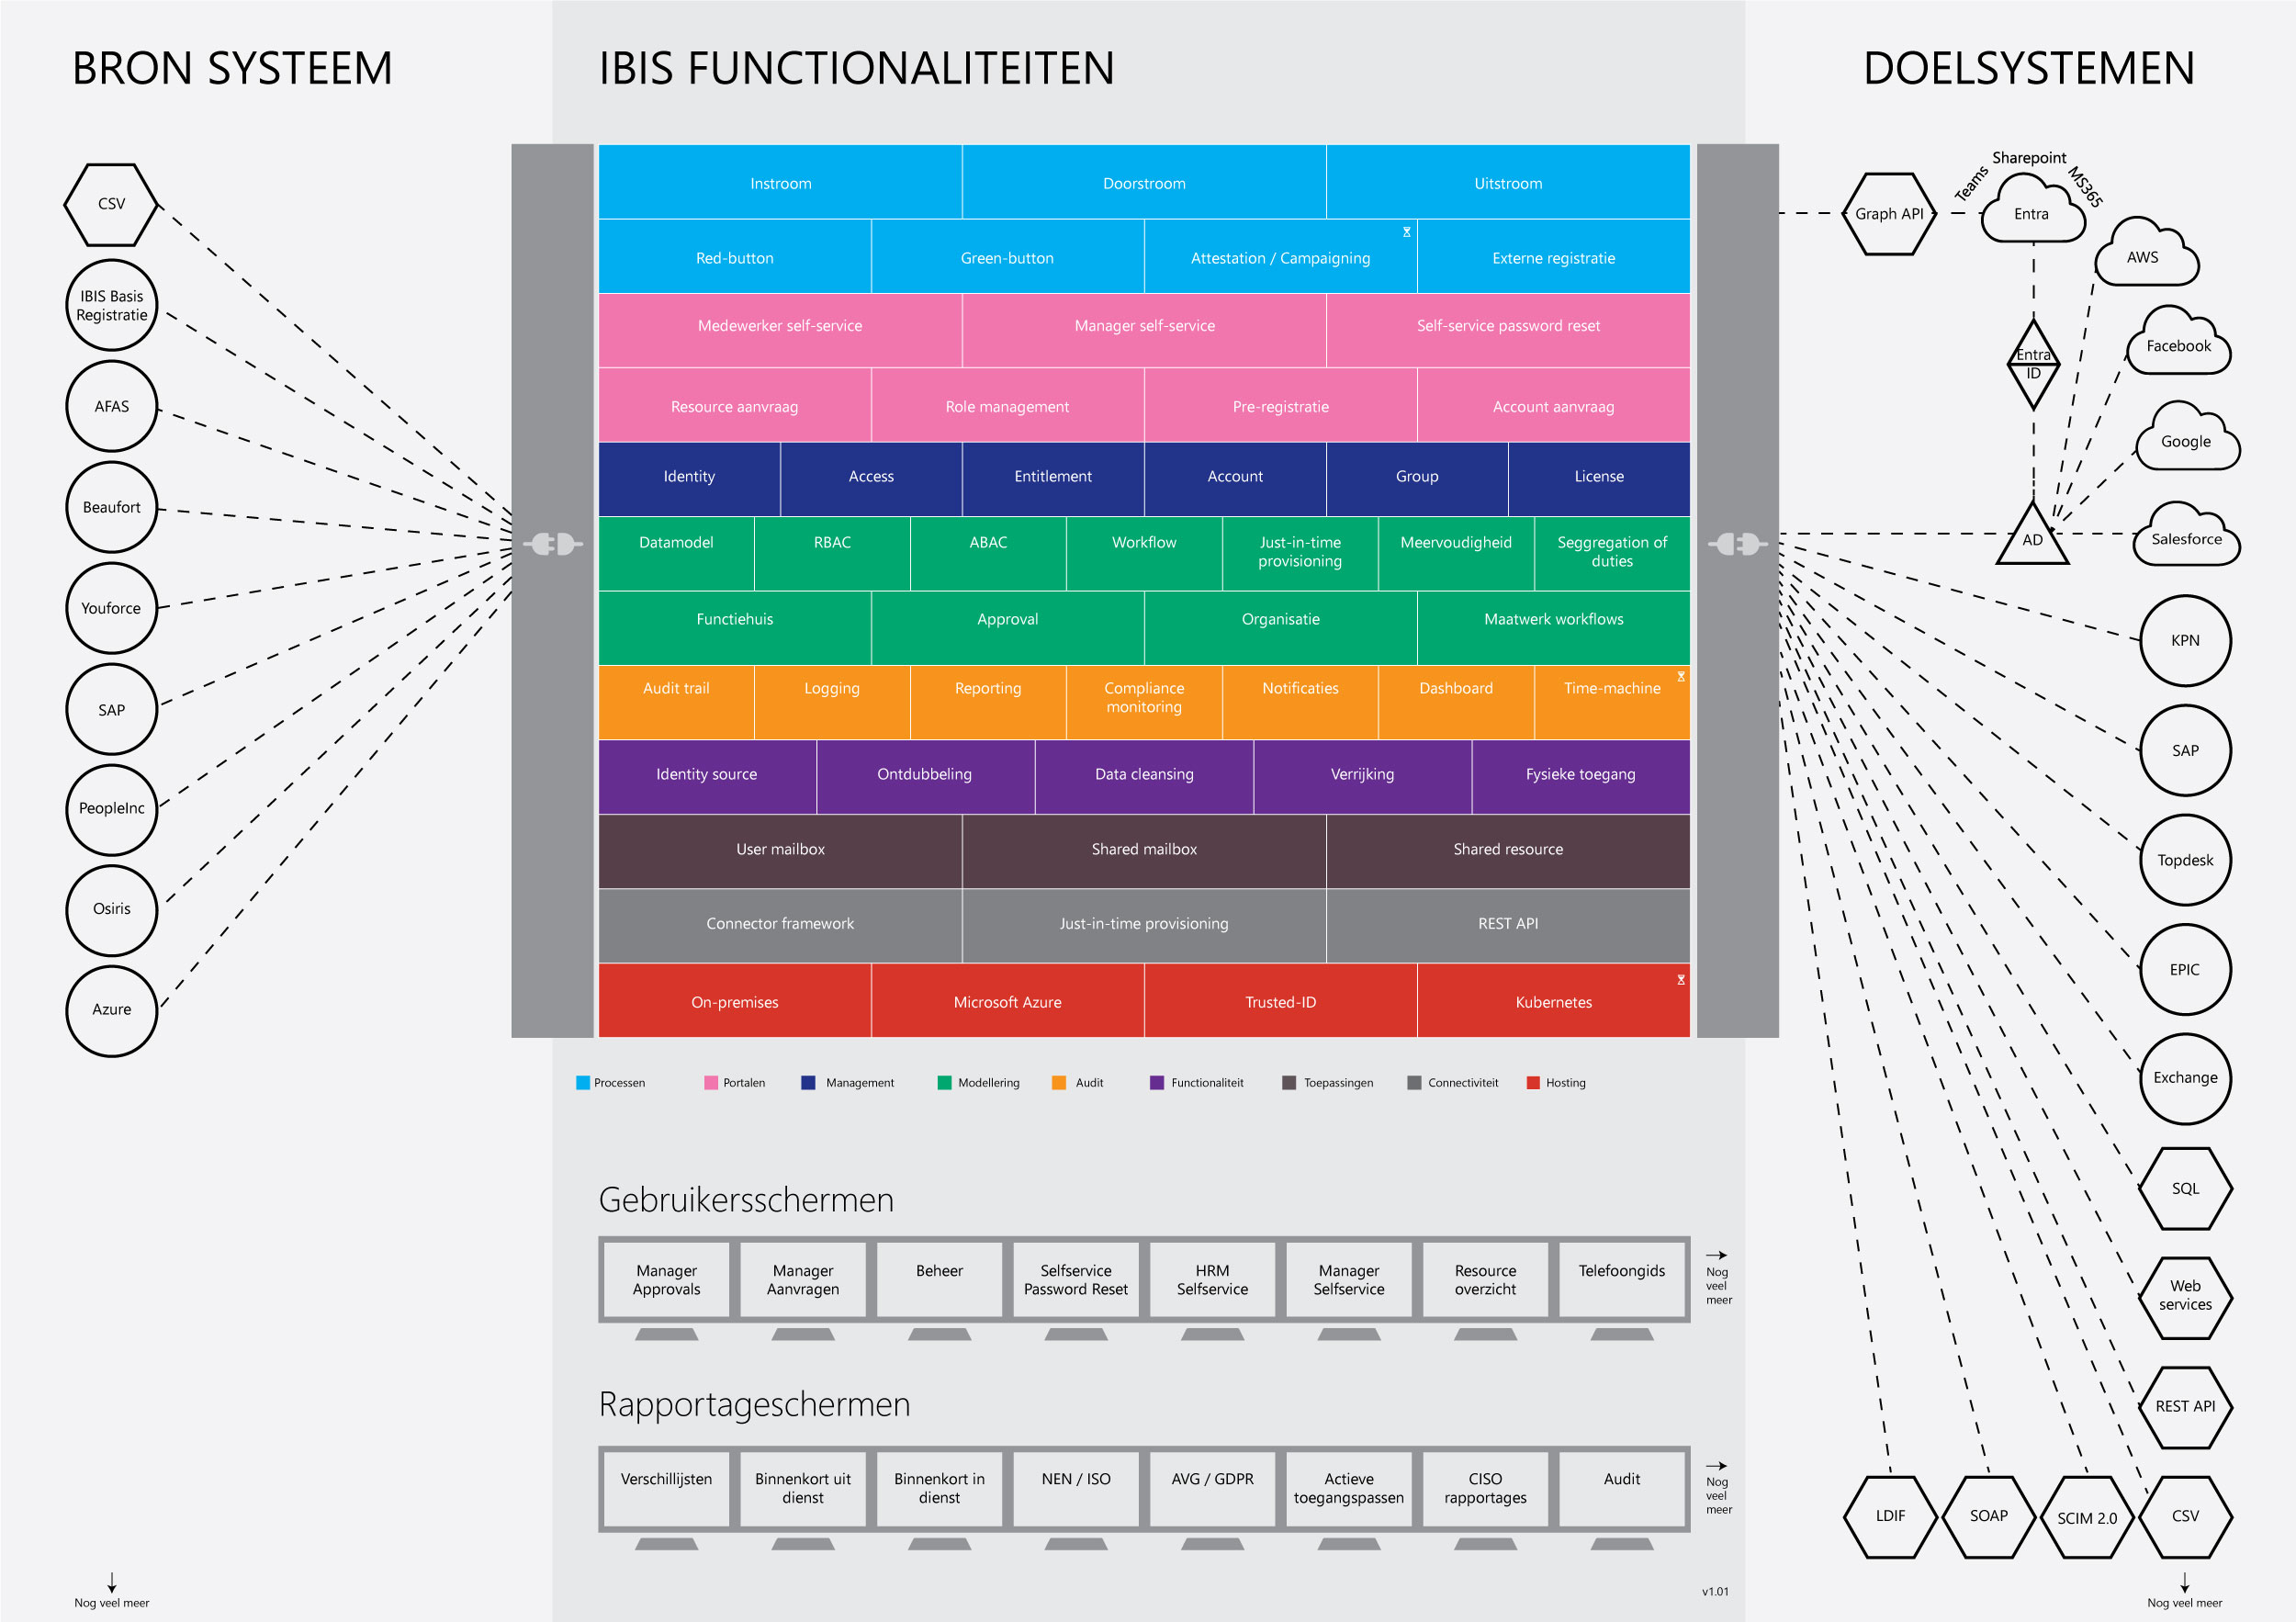 BRON SYSTEEM
CSV
IBIS Basis
Registratie
AFAS
Beaufort
Youforce
SAP
PeopleInc
Osiris
Azure
Nog veel meer
IBIS FUNCTIONALITEITEN
Instroom
Doorstroom
Uitstroom
Red-button
Green-button
Attestation / Campaigning
Externe registratie
Medewerker self-service
Manager self-service
Self-service password reset
Resource aanvraag
Role management
Pre-registratie
Account aanvraag
Identity
Access
Entitlement
Account
Group
License
Datamodel
RBAC
ABAC
Workflow
Just-in-time
provisioning
Meervoudigheid
Seggregation of
duties
Functiehuis
Approval
Organisatie
Maatwerk workflows
Audit trail
Logging
Reporting
Compliance
monitoring
Notificaties
Dashboard
Time-machine
Identity source
Ontdubbeling
Data cleansing
Verrijking
Fysieke toegang
User mailbox
Shared mailbox
Shared resource
Connector framework
Just-in-time provisioning
REST API
On-premises
Microsoft Azure
Trusted-ID
Kubernetes
Processen
Portalen
Management
Modellering
Audit
Functionaliteit
Toepassingen
Connectiviteit
Hosting
Gebruikersschermen
Manager
Approvals
Manager
Aanvragen
Beheer
Selfservice
Password Reset
HRM
Selfservice
Manager
Selfservice
Resource
overzicht
Telefoongids
Nog
veel
meer
Rapportageschermen
Verschillijsten
Binnenkort uit
dienst
Binnenkort in
dienst
NEN / ISO
AVG / GDPR
Actieve
toegangspassen
CISO
rapportages
Audit
Nog
veel
meer
v1.01
DOELSYSTEMEN
Graph API
Teams
Sharepoint
MS365
Entra
AWS
Facebook
Entra
ID
Google
AD
Salesforce
KPN
SAP
Topdesk
EPIC
Exchange
SQL
Web
services
REST API
LDIF
SOAP
SCIM 2.0
CSV
Nog veel meer